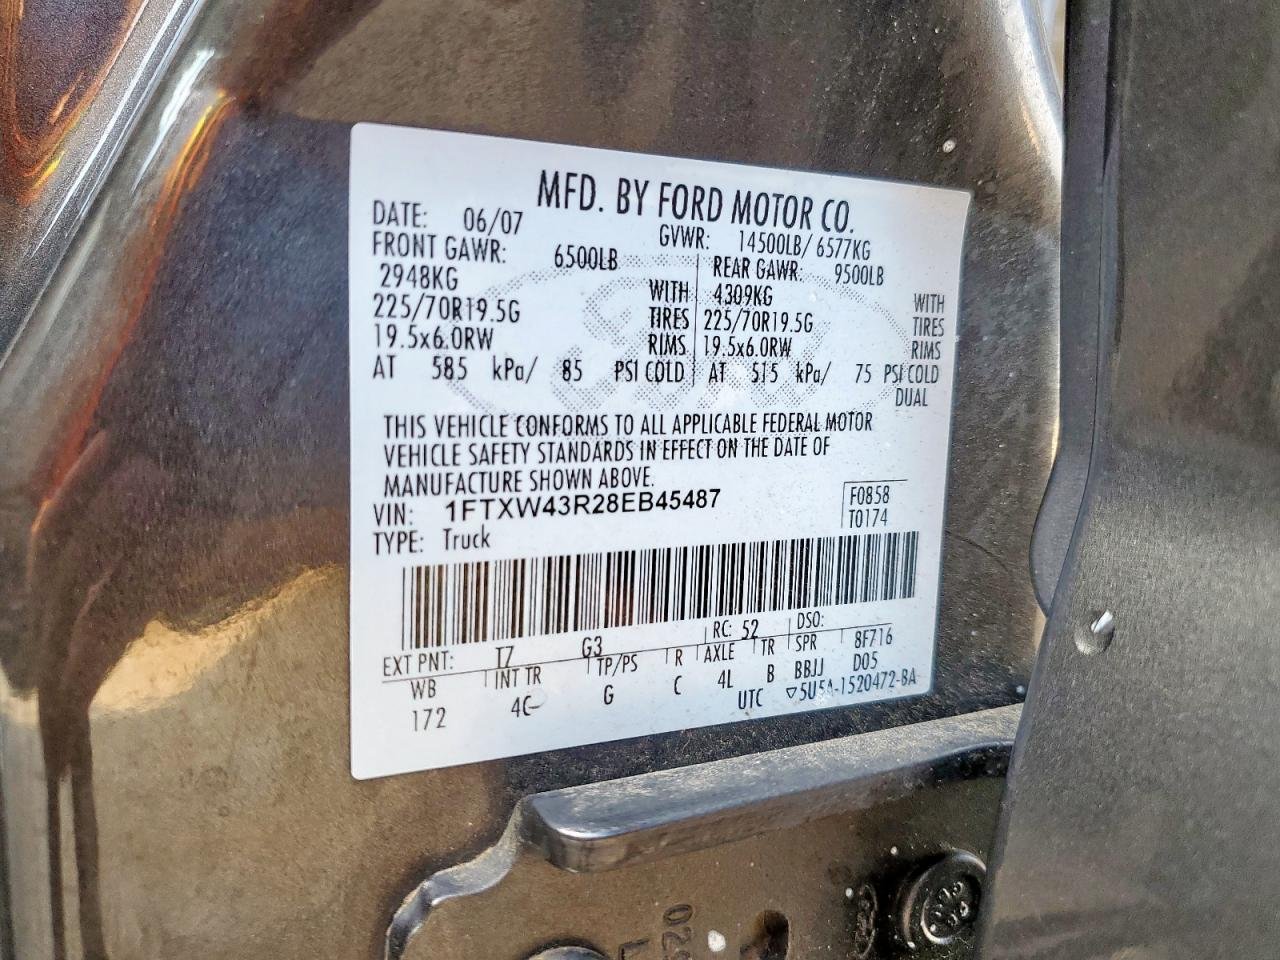 MFD. BY FORD MOTOR CO.
DATE: 06/07 GVWR: 14500LB/ 6577KG
FRONT GAWR: 6500LB REAR GAWR: 9500LB
2948KG WITH 4309KG WITH
225/70R19.5G TIRES 225/70R19.5G TIRES
19.5x6.0RW RIMS 19.5x6.0RW RIMS
AT 585 kPa/ 85 PSI COLD AT 515 kPa/ 75 PSI COLD
DUAL
THIS VEHICLE CONFORMS TO ALL APPLICABLE FEDERAL MOTOR
VEHICLE SAFETY STANDARDS IN EFFECT ON THE DATE OF
MANUFACTURE SHOWN ABOVE.
VIN: 1FTXW43R28EB45487 F0858
TYPE: Truck T0174
EXT PNT: T7 G3 RC: 52 DSO: 8F716
WB INT TR TP/PS R AXLE TR SPR D05
172 4C G C 4L B BBJJ
UTC ▽5U5A-1520472-BA